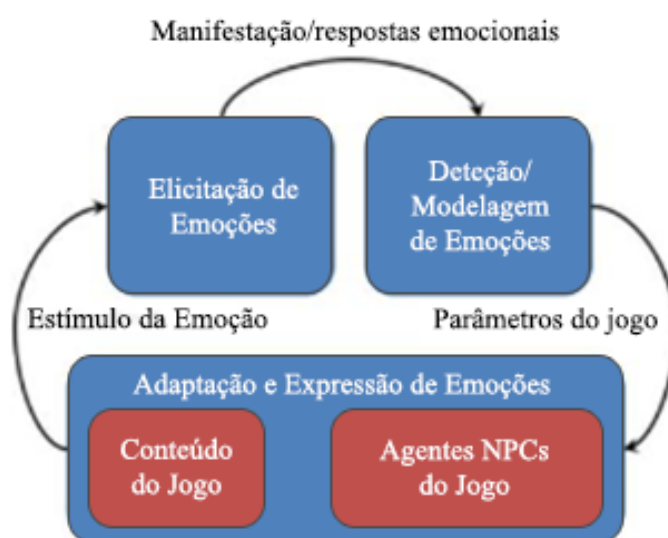 Manifestação/respostas emocionais
Elicitação de
Emoções
Deteção/
Modelagem
de Emoções
Estímulo da Emoção
Parâmetros do jogo
Adaptação e Expressão de Emoções
Conteúdo
do Jogo
Agentes NPCs
do Jogo